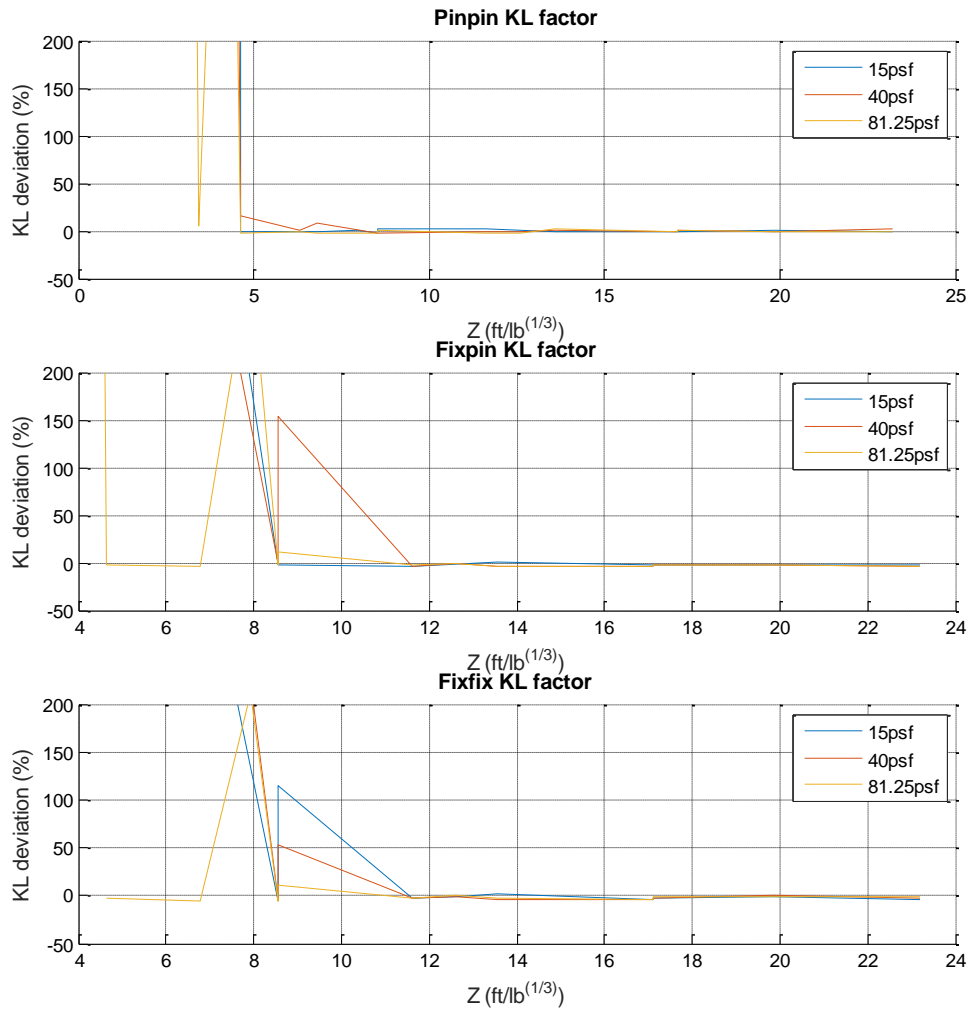 Pinpin KL factor
200
150
100
50
0
-50
KL deviation (%)
15psf
40psf
81.25psf
0 5 10 15 20 25
Z (ft/lb^(1/3))
Fixpin KL factor
200
150
100
50
0
-50
KL deviation (%)
15psf
40psf
81.25psf
4 6 8 10 12 14 16 18 20 22 24
Z (ft/lb^(1/3))
Fixfix KL factor
200
150
100
50
0
-50
KL deviation (%)
15psf
40psf
81.25psf
4 6 8 10 12 14 16 18 20 22 24
Z (ft/lb^(1/3))